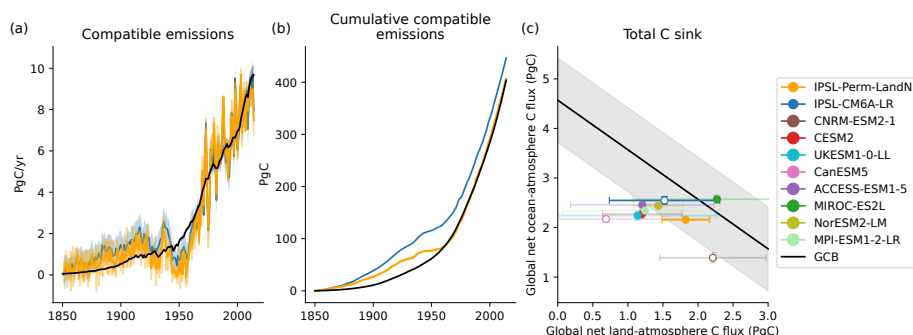 (a)
Compatible emissions
PgC/yr
10
8
6
4
2
0
1850
1900
1950
2000
(b)
Cumulative compatible
emissions
PgC
400
300
200
100
0
1850
1900
1950
2000
(c)
Total C sink
Global net ocean-atmosphere C flux (PgC)
5
4
3
2
1
0.0
0.5
1.0
1.5
2.0
2.5
3.0
Global net land-atmosphere C flux (PgC)
IPSL-Perm-LandN
IPSL-CM6A-LR
CNRM-ESM2-1
CESM2
UKESM1-0-LL
CanESM5
ACCESS-ESM1-5
MIROC-ES2L
NorESM2-LM
MPI-ESM1-2-LR
GCB